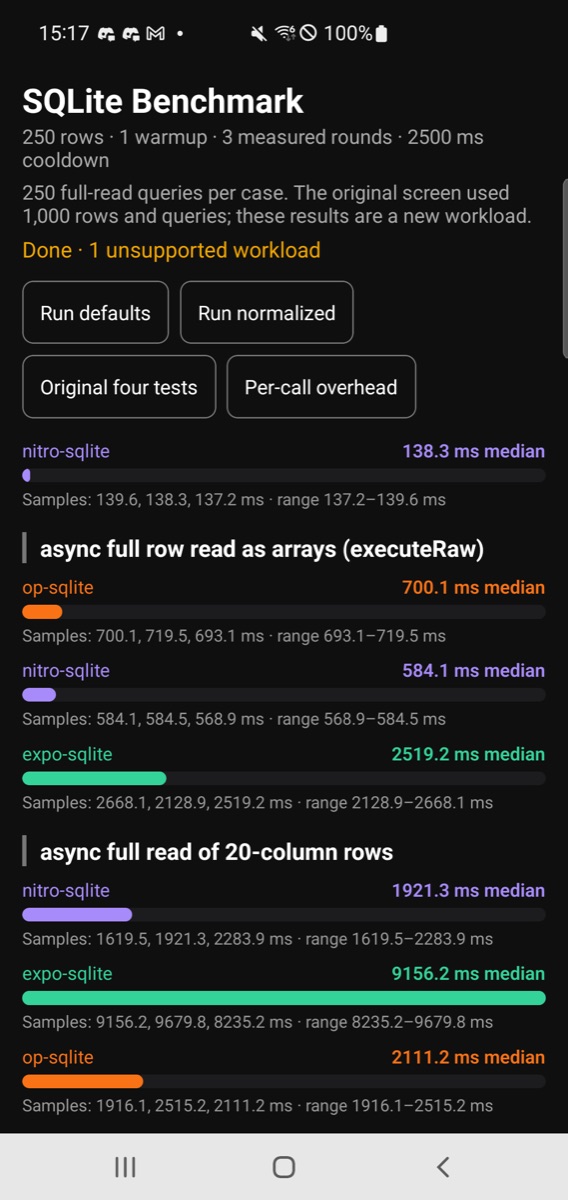 15:17 100%
SQLite Benchmark
250 rows · 1 warmup · 3 measured rounds · 2500 ms
cooldown
250 full-read queries per case. The original screen used
1,000 rows and queries; these results are a new workload.
Done · 1 unsupported workload
Run defaults Run normalized
Original four tests Per-call overhead
nitro-sqlite 138.3 ms median
Samples: 139.6, 138.3, 137.2 ms · range 137.2–139.6 ms
async full row read as arrays (executeRaw)
op-sqlite 700.1 ms median
Samples: 700.1, 719.5, 693.1 ms · range 693.1–719.5 ms
nitro-sqlite 584.1 ms median
Samples: 584.1, 584.5, 568.9 ms · range 568.9–584.5 ms
expo-sqlite 2519.2 ms median
Samples: 2668.1, 2128.9, 2519.2 ms · range 2128.9–2668.1 ms
async full read of 20-column rows
nitro-sqlite 1921.3 ms median
Samples: 1619.5, 1921.3, 2283.9 ms · range 1619.5–2283.9 ms
expo-sqlite 9156.2 ms median
Samples: 9156.2, 9679.8, 8235.2 ms · range 8235.2–9679.8 ms
op-sqlite 2111.2 ms median
Samples: 1916.1, 2515.2, 2111.2 ms · range 1916.1–2515.2 ms